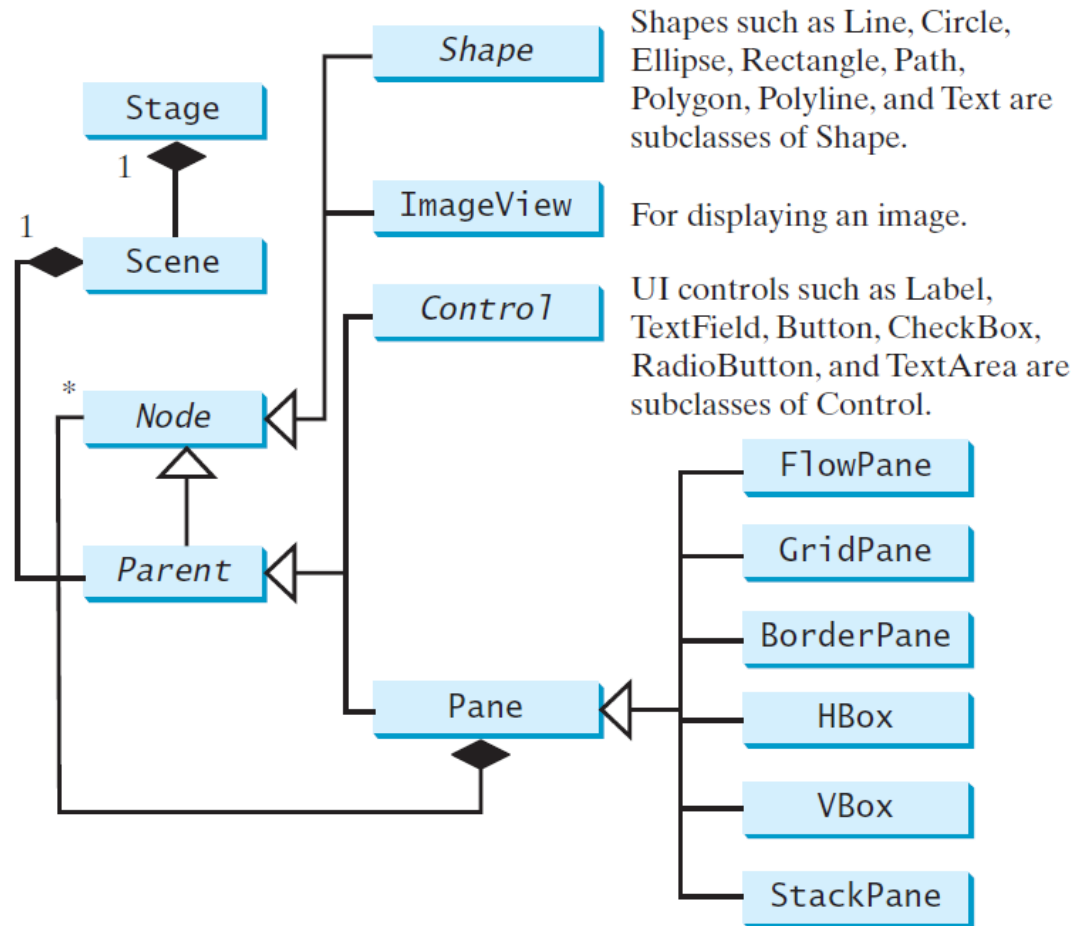 Shape
Shapes such as Line, Circle,
Ellipse, Rectangle, Path,
Polygon, Polyline, and Text are
subclasses of Shape.
Stage
1
ImageView
For displaying an image.
1
Scene
Control
UI controls such as Label,
TextField, Button, CheckBox,
RadioButton, and TextArea are
subclasses of Control.
*
Node
FlowPane
GridPane
Parent
BorderPane
Pane
HBox
VBox
StackPane